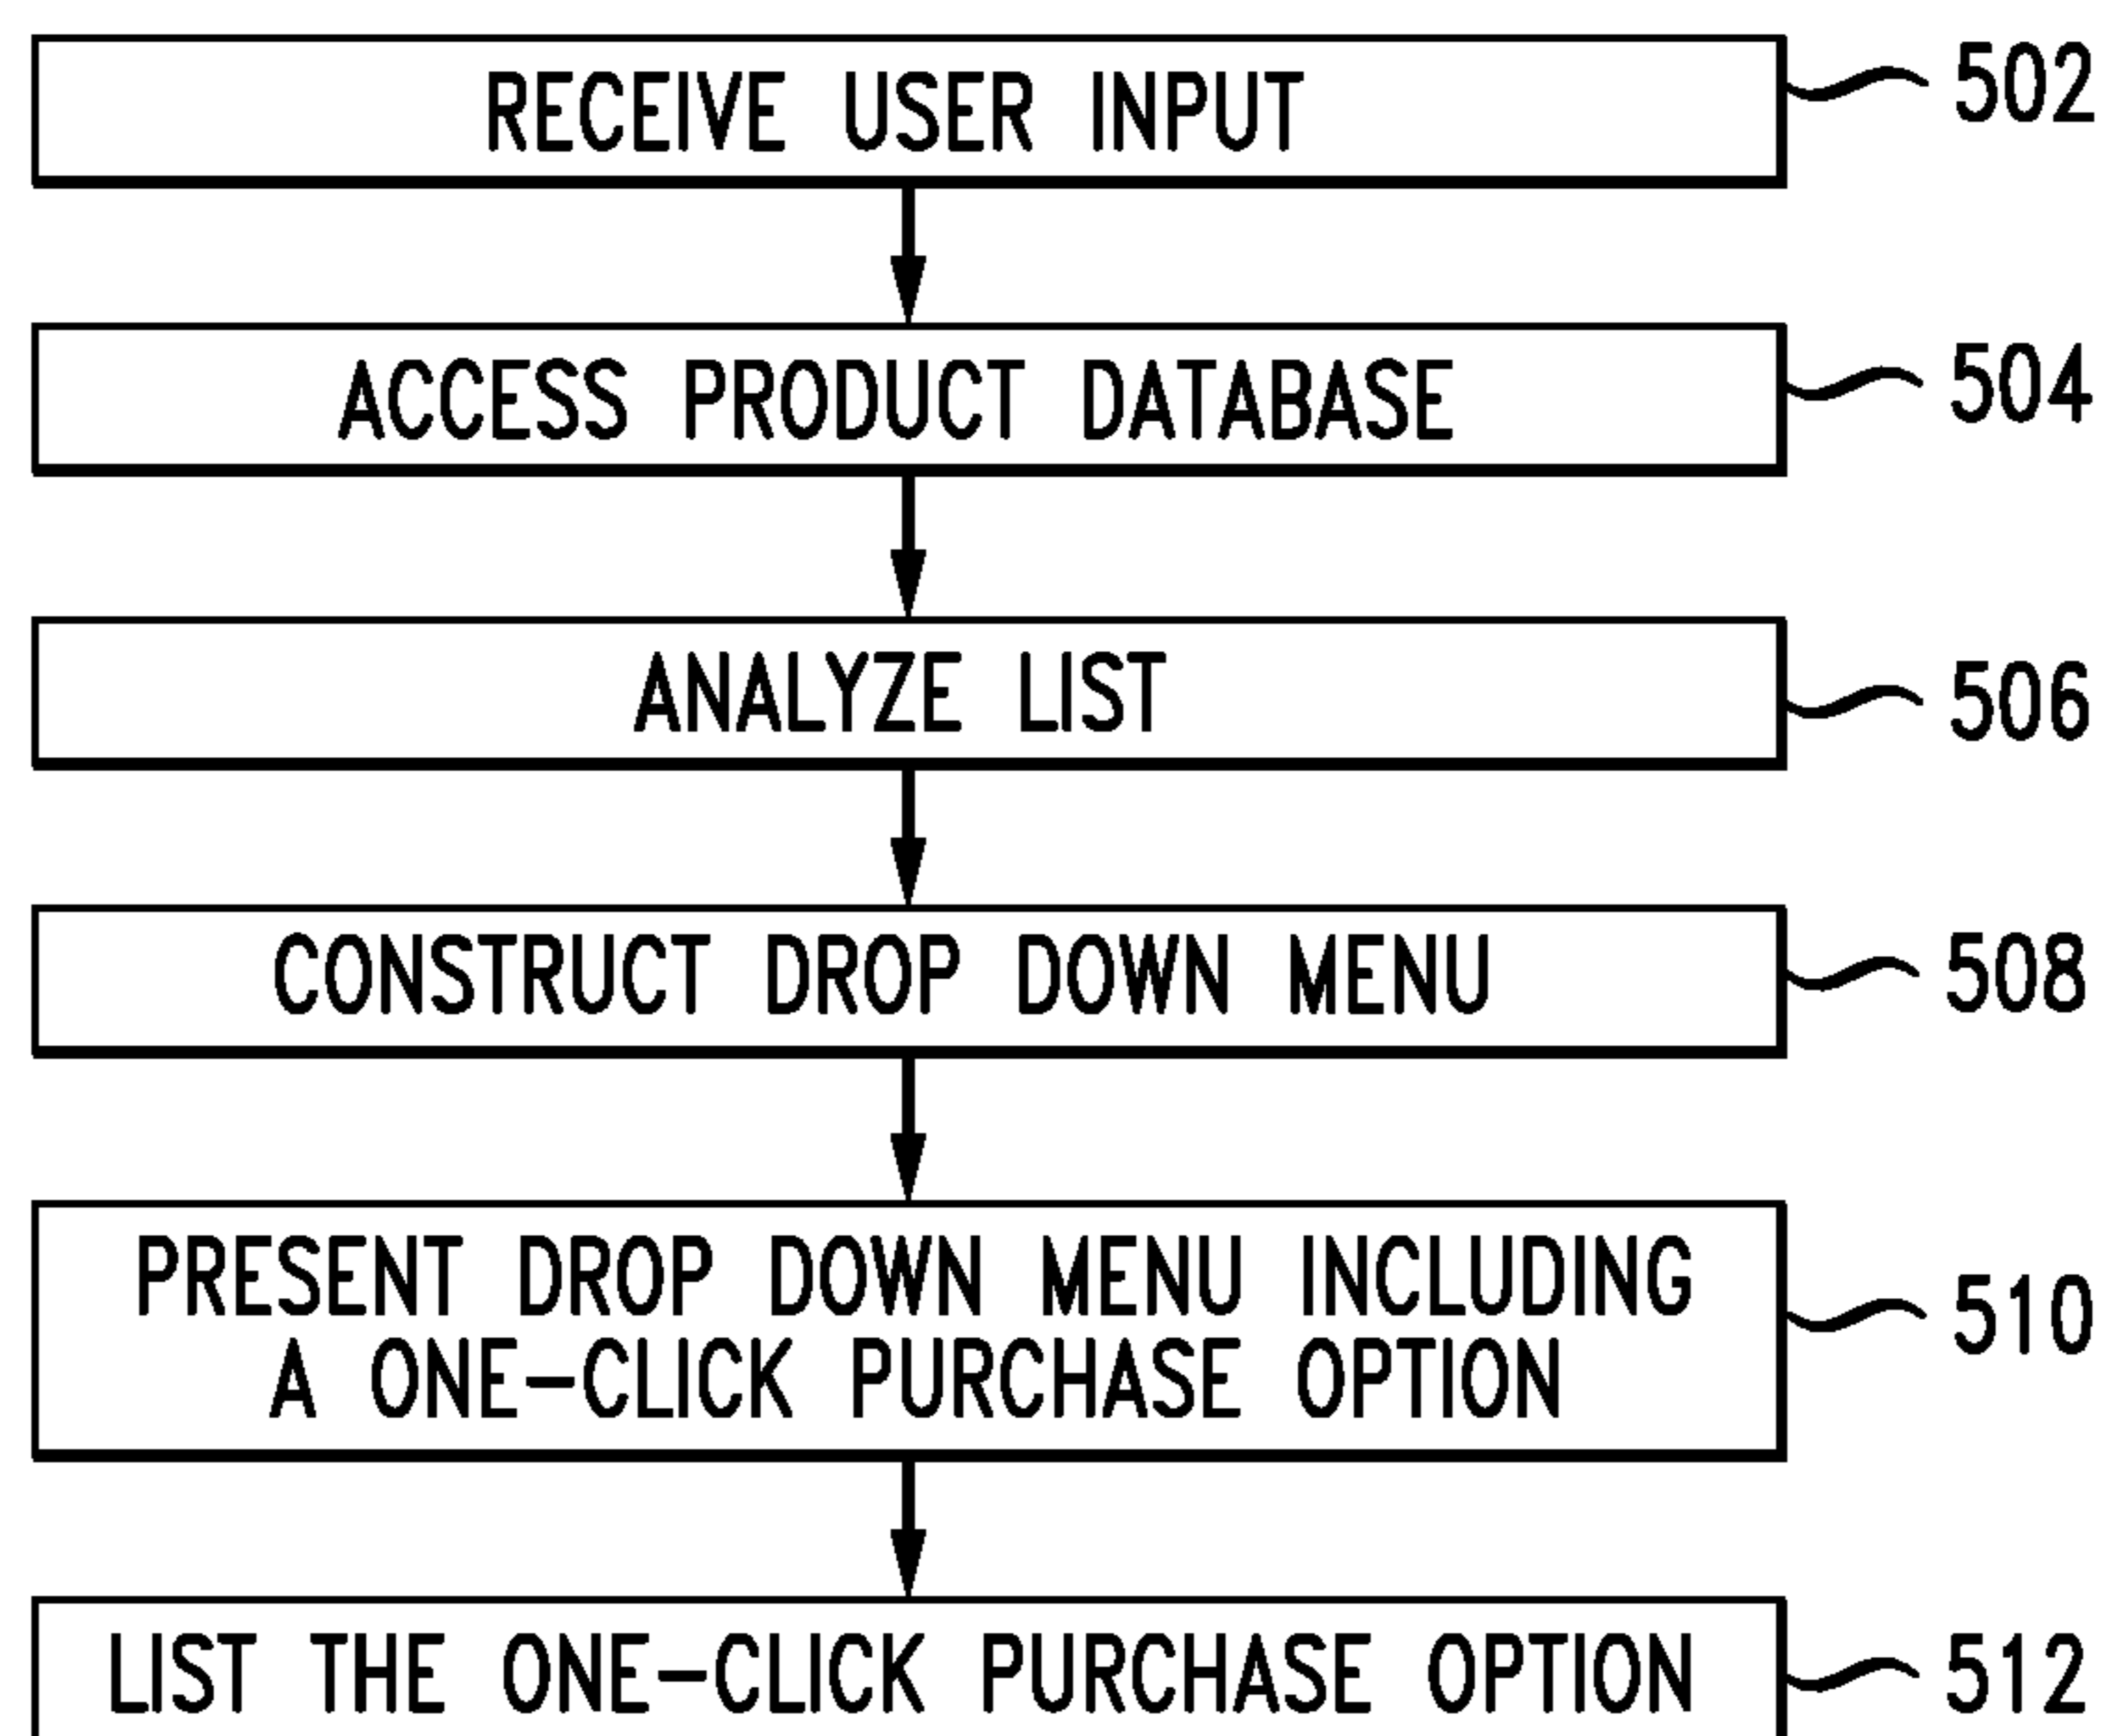 RECEIVE USER INPUT 502
ACCESS PRODUCT DATABASE 504
ANALYZE LIST 506
CONSTRUCT DROP DOWN MENU 508
PRESENT DROP DOWN MENU INCLUDING
A ONE-CLICK PURCHASE OPTION 510
LIST THE ONE-CLICK PURCHASE OPTION 512